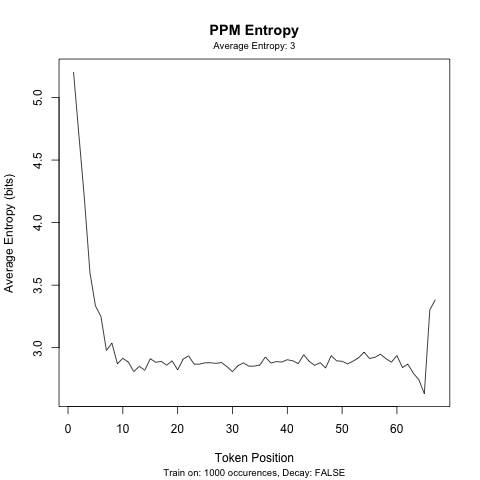 PPM Entropy
Average Entropy: 3
Average Entropy (bits)
5.0
4.5
4.0
3.5
3.0
0 10 20 30 40 50 60
Token Position
Train on: 1000 occurences, Decay: FALSE